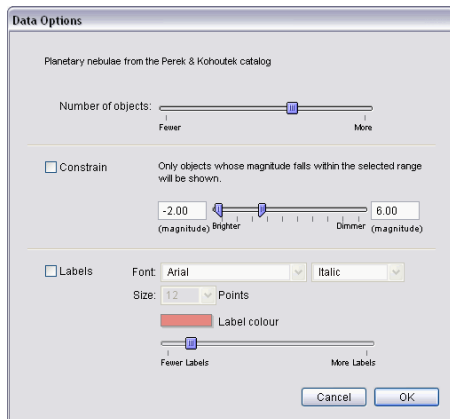 Data Options
Planetary nebulae from the Perek & Kohoutek catalog
Number of objects:
Fewer More
Constrain Only objects whose magnitude falls within the selected range
will be shown.
-2.00 6.00
(magnitude) Brighter Dimmer (magnitude)
Labels Font: Arial Italic
Size: 12 Points
Label colour
Fewer Labels More Labels
Cancel OK